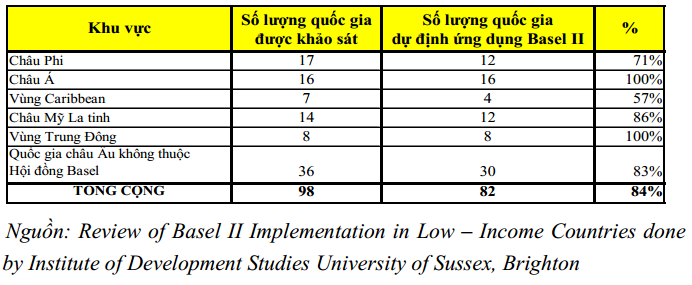 Khu vực Số lượng quốc gia được khảo sát Số lượng quốc gia dự định ứng dụng Basel II %
Châu Phi 17 12 71%
Châu Á 16 16 100%
Vùng Caribbean 7 4 57%
Châu Mỹ La tinh 14 12 86%
Vùng Trung Đông 8 8 100%
Quốc gia châu Âu không thuộc
Hội đồng Basel 36 30 83%
TỔNG CỘNG 98 82 84%
Nguồn: Review of Basel II Implementation in Low – Income Countries done
by Institute of Development Studies University of Sussex, Brighton